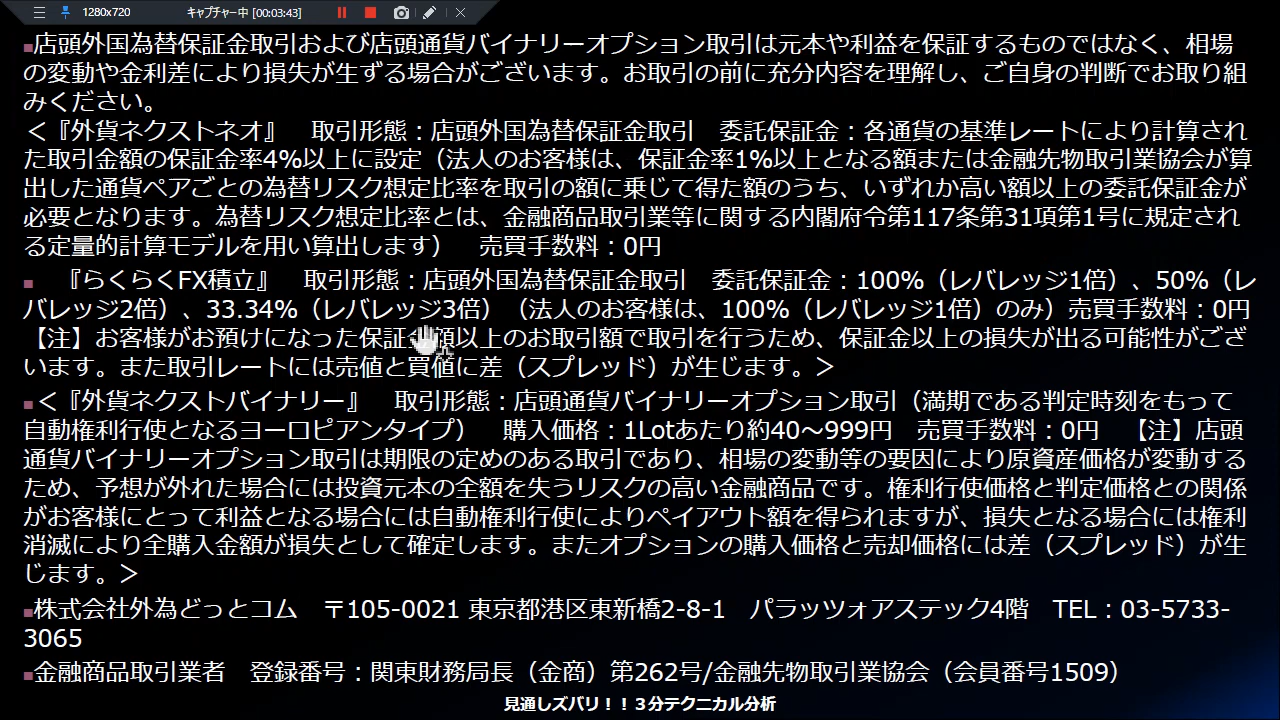 1280x720 キャプチャー中 [00:03:43]
店頭外国為替保証金取引および店頭通貨バイナリーオプション取引は元本や利益を保証するものではなく、相場
の変動や金利差により損失が生ずる場合がございます。お取引の前に充分内容を理解し、ご自身の判断でお取り組
みください。
＜『外貨ネクストネオ』　取引形態：店頭外国為替保証金取引　委託保証金：各通貨の基準レートにより計算され
た取引金額の保証金率4%以上に設定（法人のお客様は、保証金率1%以上となる額または金融先物取引業協会が算
出した通貨ペアごとの為替リスク想定比率を取引の額に乗じて得た額のうち、いずれか高い額以上の委託保証金が
必要となります。為替リスク想定比率とは、金融商品取引業等に関する内閣府令第117条第31項第1号に規定され
る定量的計算モデルを用い算出します）　売買手数料：0円
『らくらくFX積立』　取引形態：店頭外国為替保証金取引　委託保証金：100%（レバレッジ1倍）、50%（レ
バレッジ2倍）、33.34%（レバレッジ3倍）（法人のお客様は、100%（レバレッジ1倍）のみ）売買手数料：0円
【注】お客様がお預けになった保証金額以上のお取引額で取引を行うため、保証金以上の損失が出る可能性がござ
います。また取引レートには売値と買値に差（スプレッド）が生じます。＞
＜『外貨ネクストバイナリー』　取引形態：店頭通貨バイナリーオプション取引（満期である判定時刻をもって
自動権利行使となるヨーロピアンタイプ）　購入価格：1Lotあたり約40～999円　売買手数料：0円　【注】店頭
通貨バイナリーオプション取引は期限の定めのある取引であり、相場の変動等の要因により原資産価格が変動する
ため、予想が外れた場合には投資元本の全額を失うリスクの高い金融商品です。権利行使価格と判定価格との関係
がお客様にとって利益となる場合には自動権利行使によりペイアウト額を得られますが、損失となる場合には権利
消滅により全購入金額が損失として確定します。またオプションの購入価格と売却価格には差（スプレッド）が生
じます。＞
株式会社外為どっとコム　〒105-0021 東京都港区東新橋2-8-1　パラッツォアステック4階　TEL：03-5733-
3065
金融商品取引業者　登録番号：関東財務局長（金商）第262号/金融先物取引業協会（会員番号1509）
見通しズバリ！！３分テクニカル分析